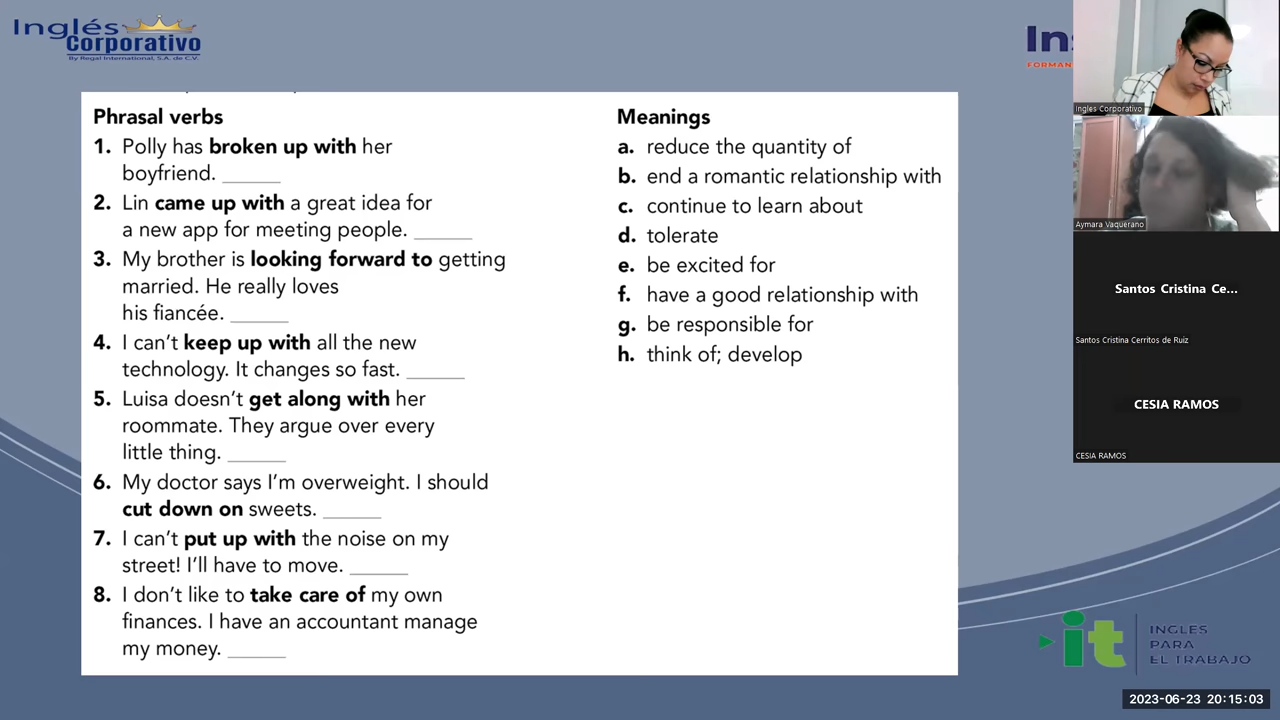 Inglés
Corporativo
By Regal International, S.A. de C.V.
In
FORMAN
Phrasal verbs
1. Polly has broken up with her
boyfriend. ______
2. Lin came up with a great idea for
a new app for meeting people. ______
3. My brother is looking forward to getting
married. He really loves
his fiancée. ______
4. I can't keep up with all the new
technology. It changes so fast. ______
5. Luisa doesn't get along with her
roommate. They argue over every
little thing. ______
6. My doctor says I'm overweight. I should
cut down on sweets. ______
7. I can't put up with the noise on my
street! I'll have to move. ______
8. I don't like to take care of my own
finances. I have an accountant manage
my money. ______
Meanings
a. reduce the quantity of
b. end a romantic relationship with
c. continue to learn about
d. tolerate
e. be excited for
f. have a good relationship with
g. be responsible for
h. think of; develop
Ingles Corporativo
Aymara Vaquerano
Santos Cristina Ce...
Santos Cristina Cerritos de Ruiz
CESIA RAMOS
CESIA RAMOS
it
INGLES
PARA
EL TRABAJO
2023-06-23 20:15:03